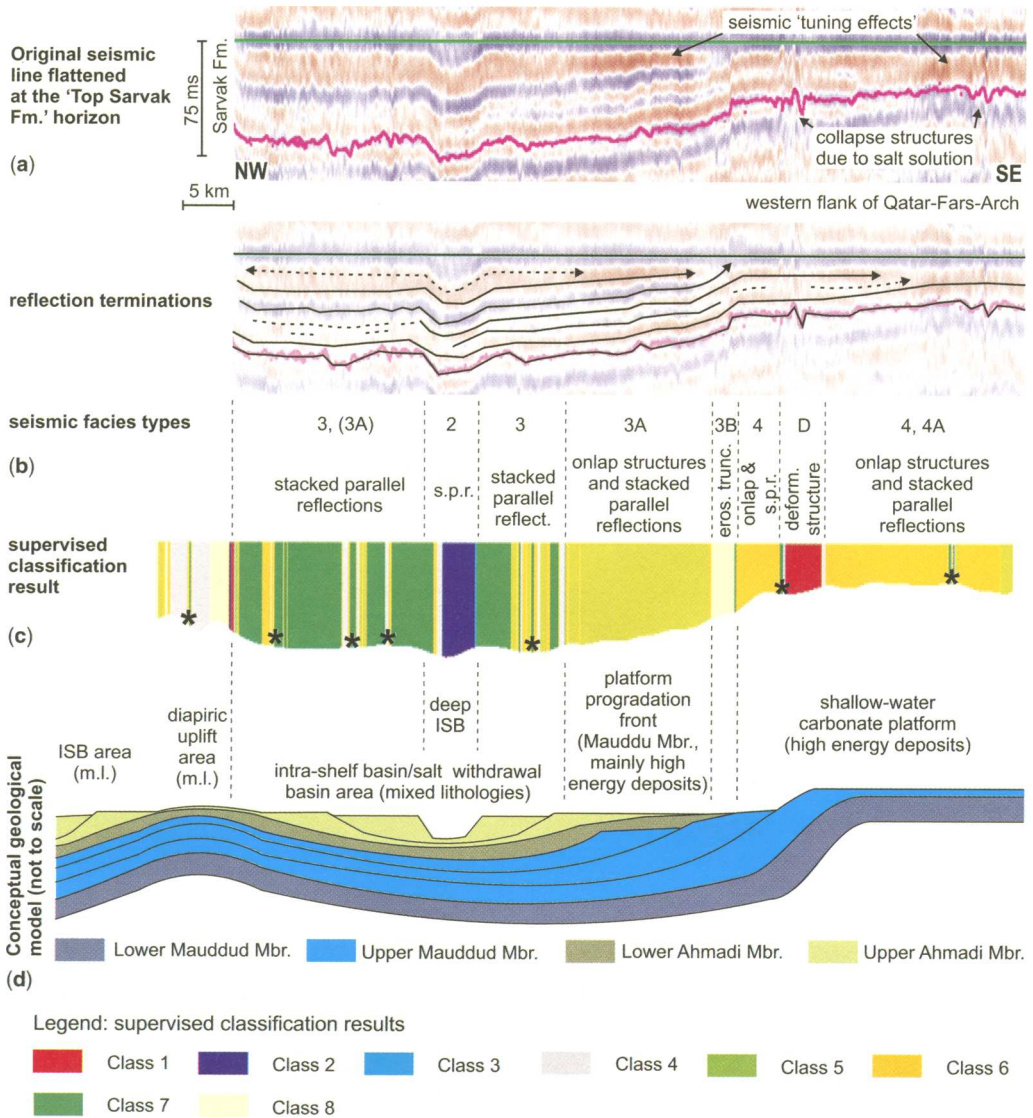 Original seismic
line flattened
at the ‘Top Sarvak
Fm.’ horizon
(a)
75 ms
Sarvak Fm.
seismic ‘tuning effects’
collapse structures
due to salt solution
NW
SE
5 km
western flank of Qatar-Fars-Arch
reflection terminations
seismic facies types
3, (3A)
2
3
3A
3B
4
D
4, 4A
(b)
stacked parallel
reflections
s.p.r.
stacked
parallel
reflect.
onlap structures
and stacked
parallel
reflections
eros. trunc.
onlap &
s.p.r.
deform.
structure
onlap structures
and stacked
parallel
reflections
supervised
classification
result
(c)
*
*
*
*
*
*
*
ISB area
(m.l.)
diapiric
uplift
area
(m.l.)
deep
ISB
intra-shelf basin/salt withdrawal
basin area (mixed lithologies)
platform
progradation
front
(Mauddu Mbr.,
mainly high
energy deposits)
shallow-water
carbonate platform
(high energy deposits)
Conceptual geological
model (not to scale)
Lower Mauddud Mbr.
Upper Mauddud Mbr.
Lower Ahmadi Mbr.
Upper Ahmadi Mbr.
(d)
Legend: supervised classification results
Class 1
Class 2
Class 3
Class 4
Class 5
Class 6
Class 7
Class 8